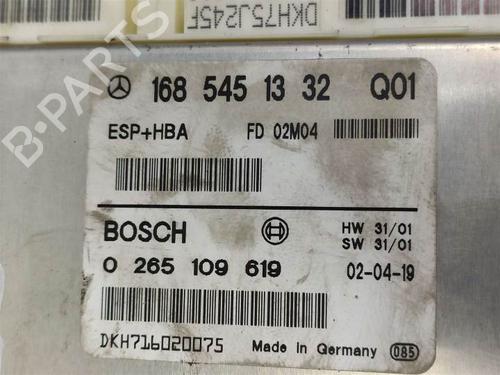 DKH75J245F
168 545 13 32 Q01
ESP+HBA FD 02M04
BOSCH HW 31/01
SW 31/01
0 265 109 619 02-04-19
DKH716020075 Made in Germany 085
B-PARTS